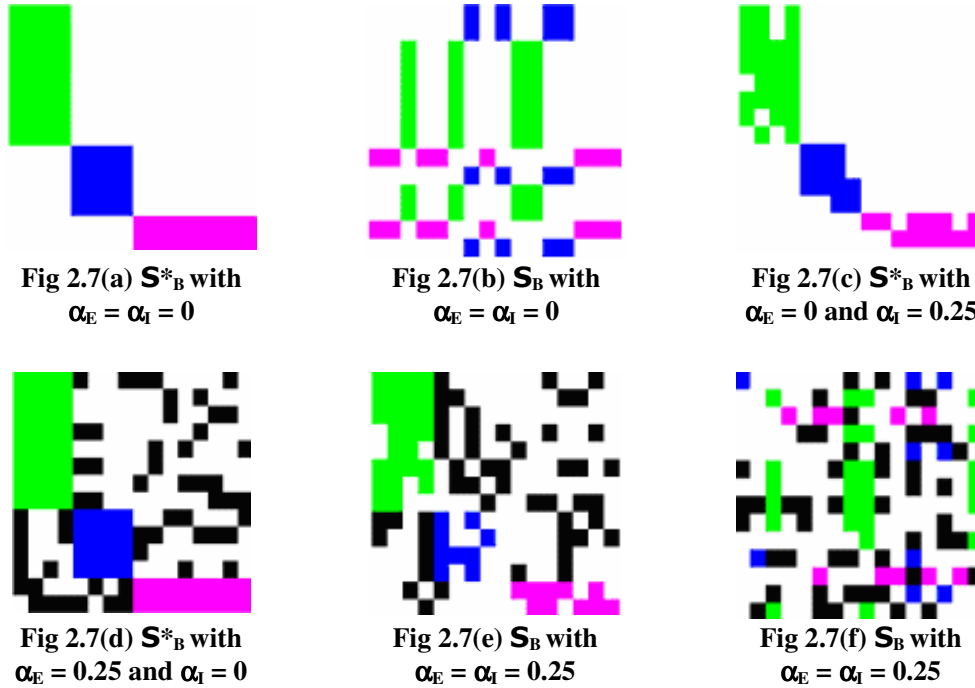 Fig 2.7(a) S*B with
αE = αI = 0
Fig 2.7(b) SB with
αE = αI = 0
Fig 2.7(c) S*B with
αE = 0 and αI = 0.25
Fig 2.7(d) S*B with
αE = 0.25 and αI = 0
Fig 2.7(e) SB with
αE = αI = 0.25
Fig 2.7(f) SB with
αE = αI = 0.25